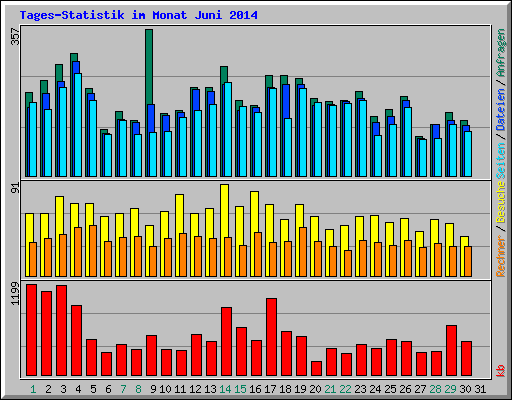 Tages-Statistik im Monat Juni 2014
357
91
1199
Rechner / Besuche Seiten / Dateien / Anfragen
kb
1 2 3 4 5 6 7 8 9 10 11 12 13 14 15 16 17 18 19 20 21 22 23 24 25 26 27 28 29 30 31